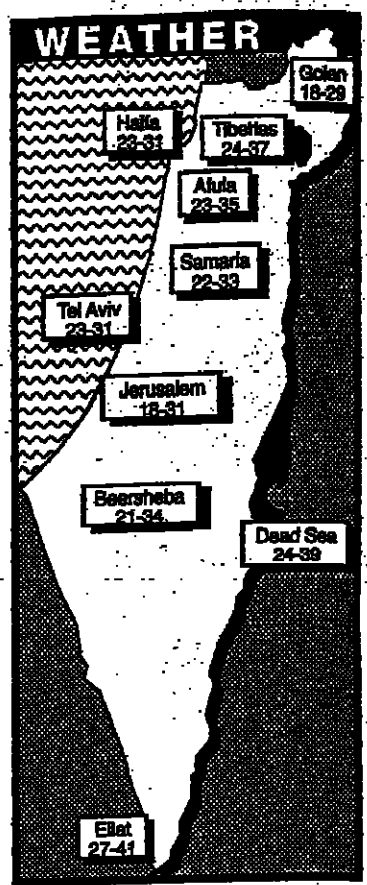 WEATHER
Golan
18-29
Haifa
23-31
Tiberias
24-37
Afula
23-35
Samaria
22-33
Tel Aviv
23-31
Jerusalem
18-31
Beersheba
21-34
Dead Sea
24-39
Eilat
27-41